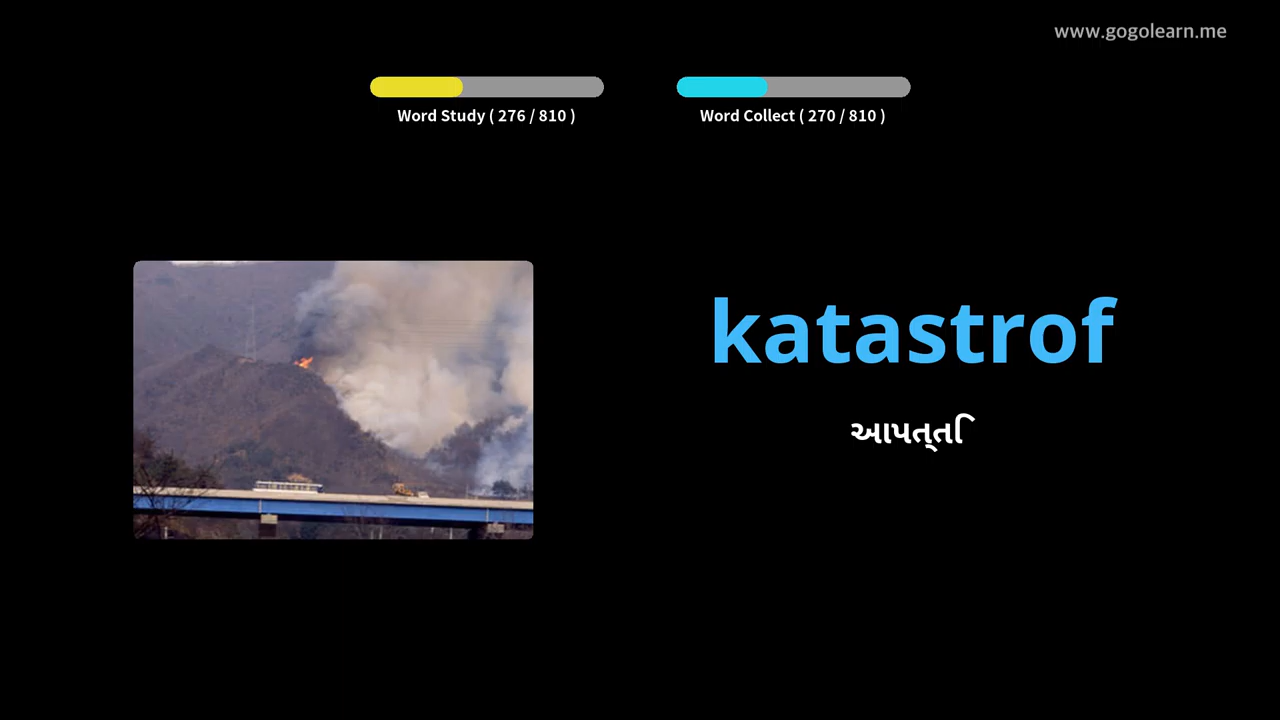 www.gogolearn.me
Word Study ( 276 / 810 )
Word Collect ( 270 / 810 )
katastrof
આપત્તિ